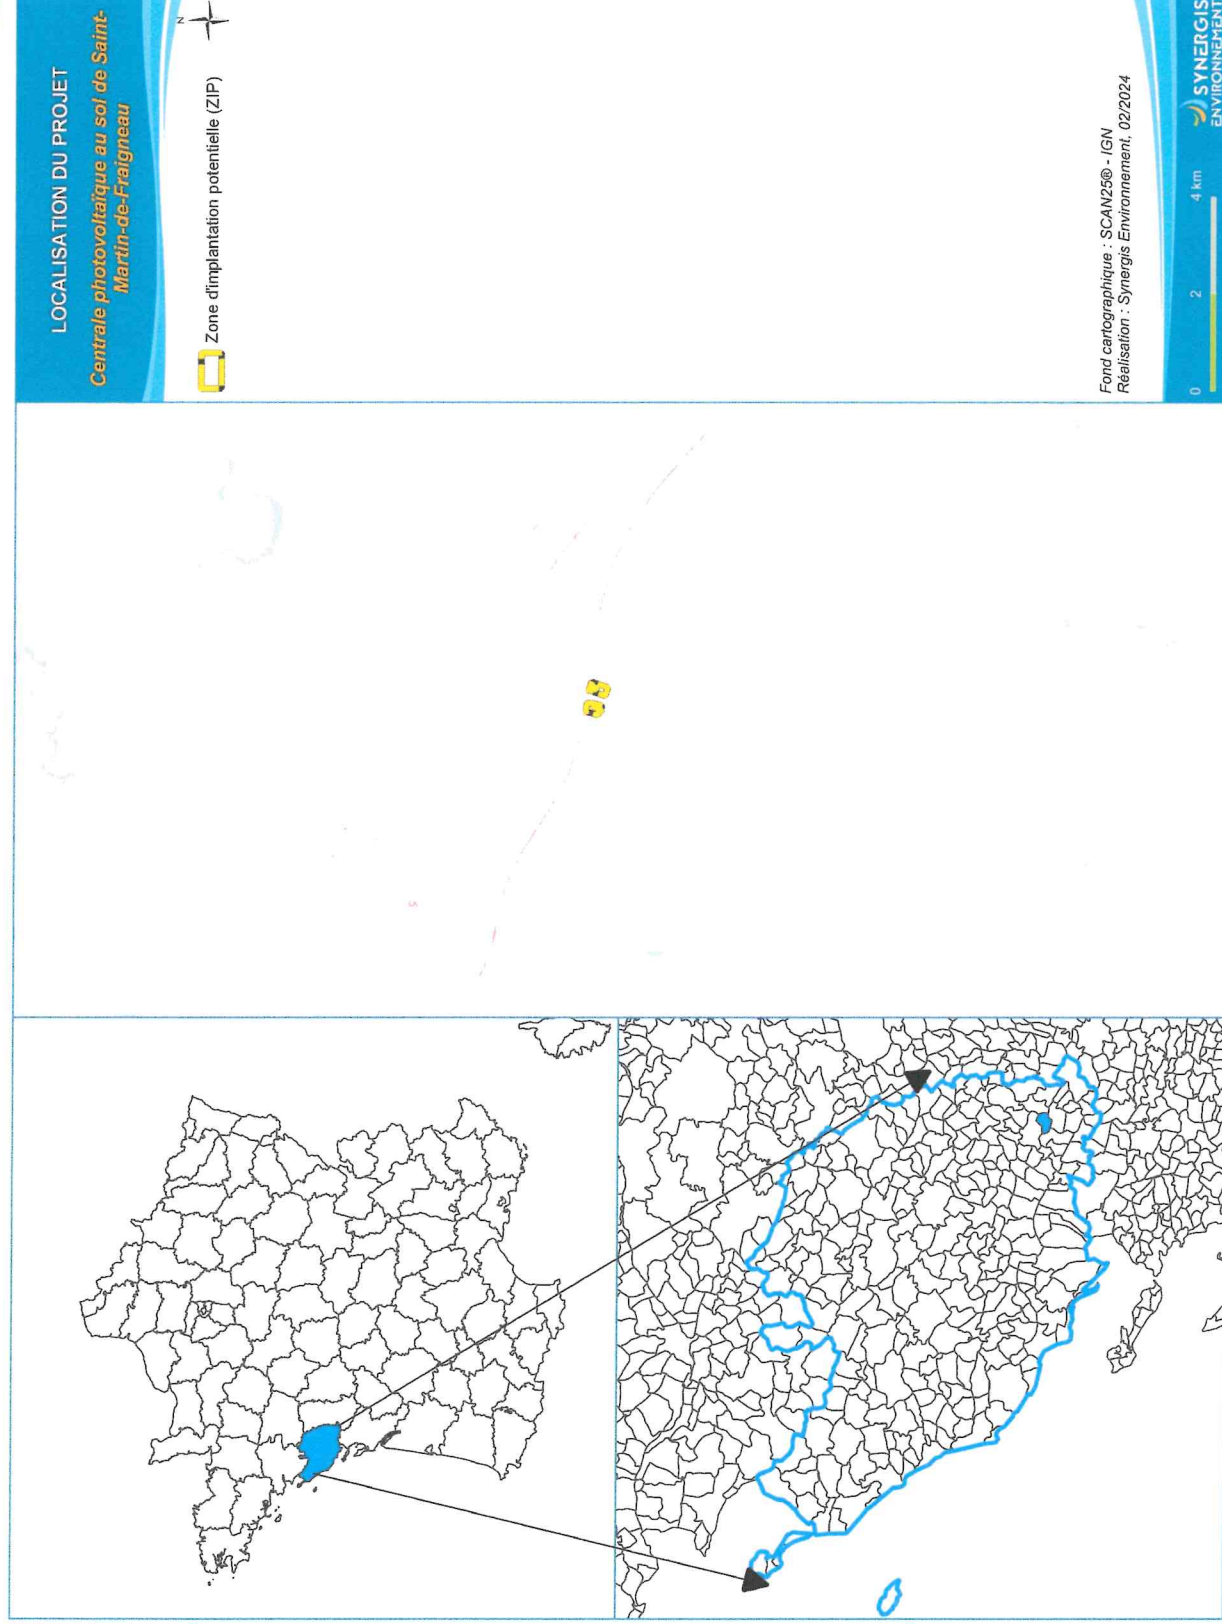 LOCALISATION DU PROJET
Centrale photovoltaïque au sol de Saint-
Martin-de-Fraigneau
N
Zone d'implantation potentielle (ZIP)
Fond cartographique : SCAN25® - IGN
Réalisation : Synergis Environnement, 02/2024
0 2 4 km
SYNERGIS
ENVIRONNEMENT